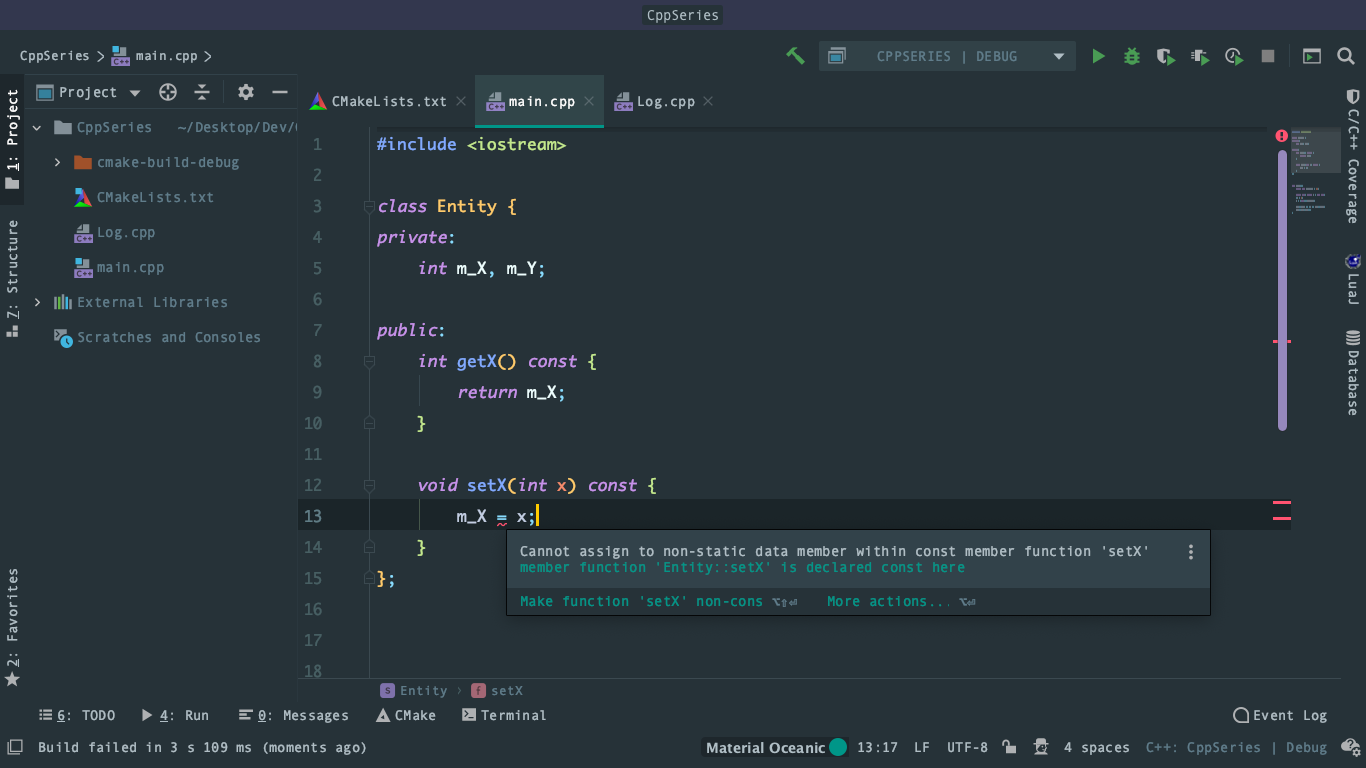 CppSeries
CppSeries > main.cpp >
CPPSERIES | DEBUG
1: Project
Z: Structure
2: Favorites
Project
CppSeries ~/Desktop/Dev/
cmake-build-debug
CMakeLists.txt
Log.cpp
main.cpp
External Libraries
Scratches and Consoles
CMakeLists.txt main.cpp Log.cpp
1 #include <iostream>
2
3 class Entity {
4 private:
5 int m_X, m_Y;
6
7 public:
8 int getX() const {
9 return m_X;
10 }
11
12 void setX(int x) const {
13 m_X = x;
14 }
15 };
16
17
18
Cannot assign to non-static data member within const member function 'setX'
member function 'Entity::setX' is declared const here
Make function 'setX' non-cons ⌥⇧⏎ More actions... ⌥⏎
C/C++ Coverage
LuaJ
Database
Entity > setX
6: TODO 4: Run 0: Messages CMake Terminal Event Log
Build failed in 3 s 109 ms (moments ago) Material Oceanic 13:17 LF UTF-8 4 spaces C++: CppSeries | Debug